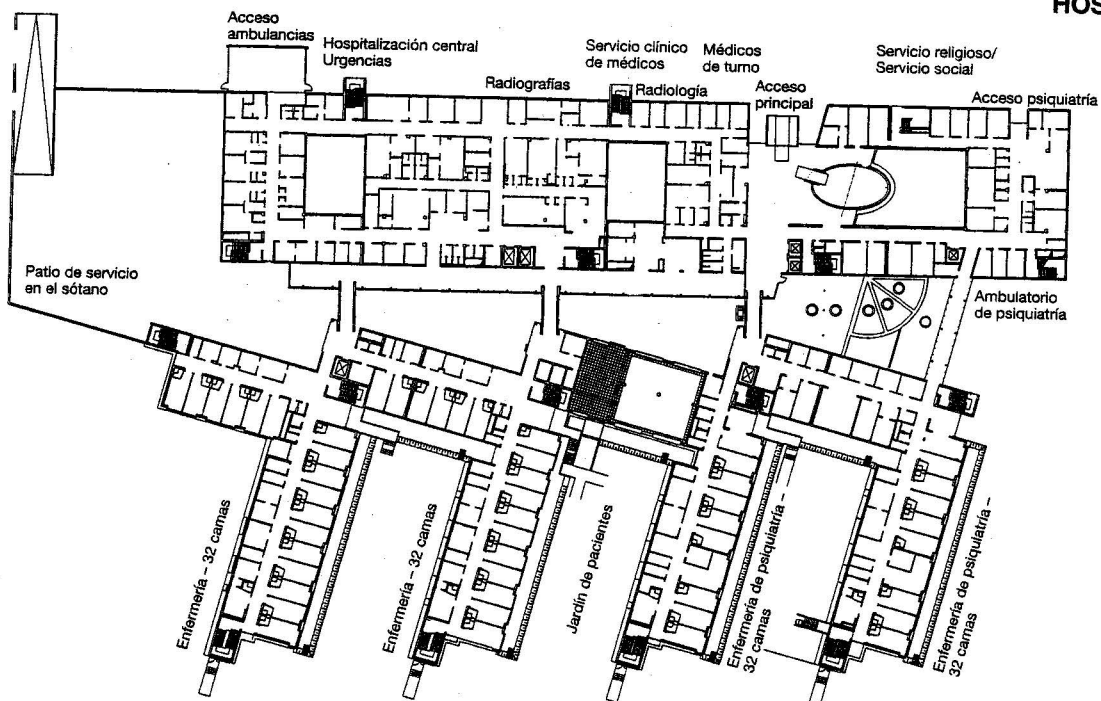 HOS
Acceso
ambulancias
Hospitalización central
Urgencias
Radiografías
Servicio clínico
de médicos
Radiología
Médicos
de turno
Acceso
principal
Servicio religioso/
Servicio social
Acceso psiquiatría
Patio de servicio
en el sótano
Ambulatorio
de psiquiatría
Enfermería – 32 camas
Enfermería – 32 camas
Jardín de pacientes
Enfermería de psiquiatría –
32 camas
Enfermería de psiquiatría –
32 camas